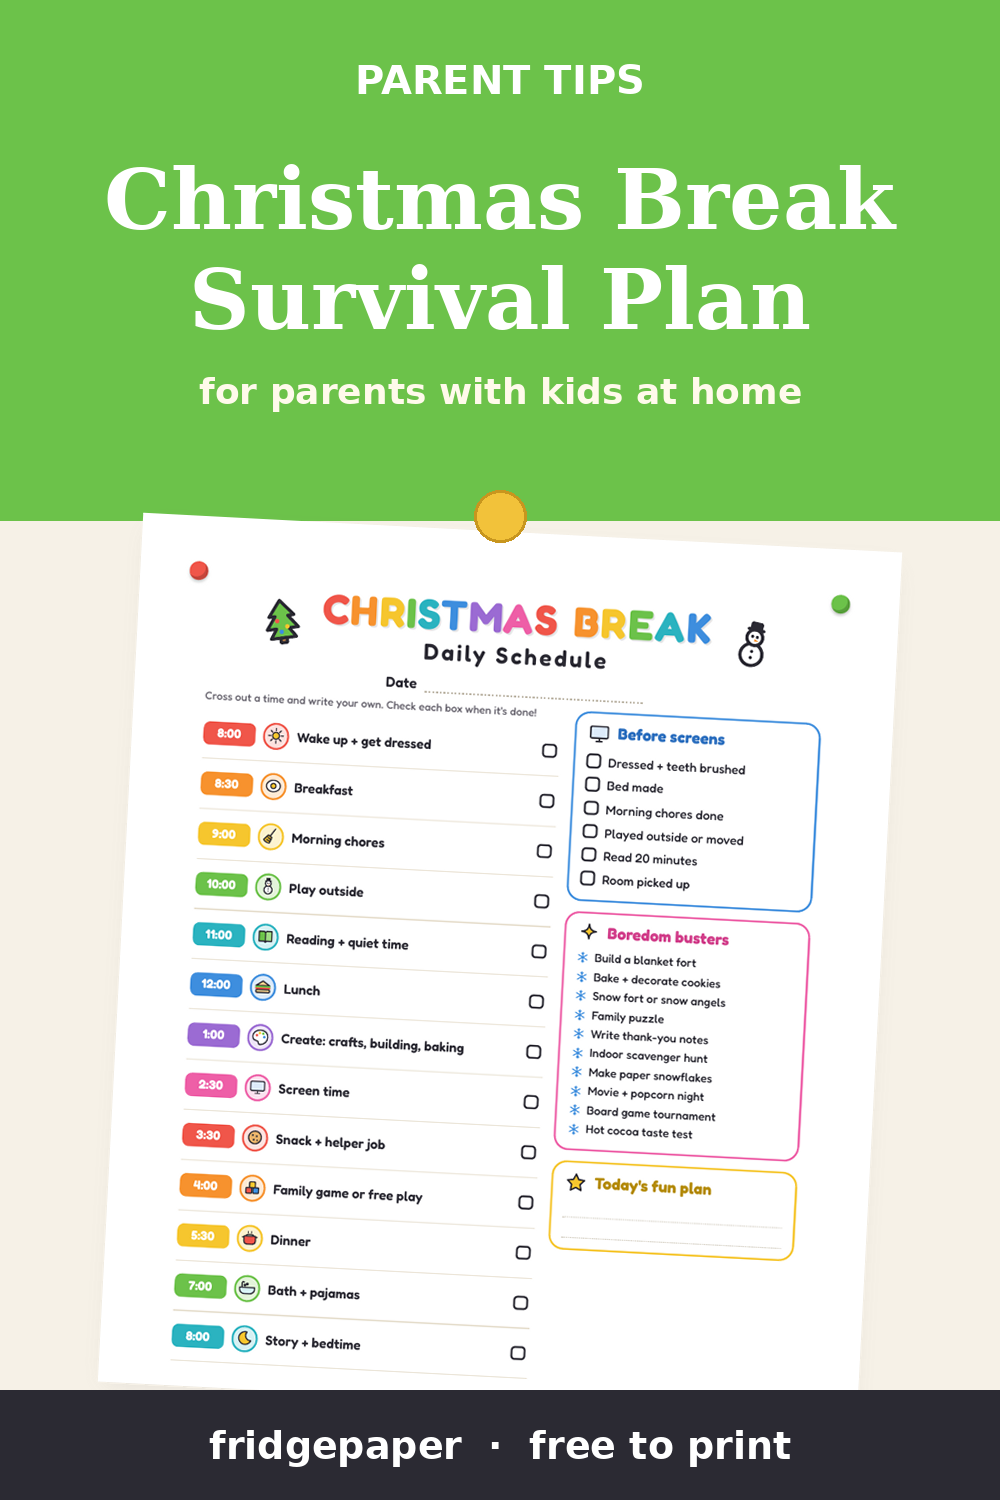 PARENT TIPS
Christmas Break
Survival Plan
for parents with kids at home
CHRISTMAS BREAK
Daily Schedule
Date
Cross out a time and write your own. Check each box when it's done!
8:00 Wake up + get dressed
8:30 Breakfast
9:00 Morning chores
10:00 Play outside
11:00 Reading + quiet time
12:00 Lunch
1:00 Create: crafts, building, baking
2:30 Screen time
3:30 Snack + helper job
4:00 Family game or free play
5:30 Dinner
7:00 Bath + pajamas
8:00 Story + bedtime
Before screens
Dressed + teeth brushed
Bed made
Morning chores done
Played outside or moved
Read 20 minutes
Room picked up
Boredom busters
Build a blanket fort
Bake + decorate cookies
Snow fort or snow angels
Family puzzle
Write thank-you notes
Indoor scavenger hunt
Make paper snowflakes
Movie + popcorn night
Board game tournament
Hot cocoa taste test
Today's fun plan
fridgepaper · free to print